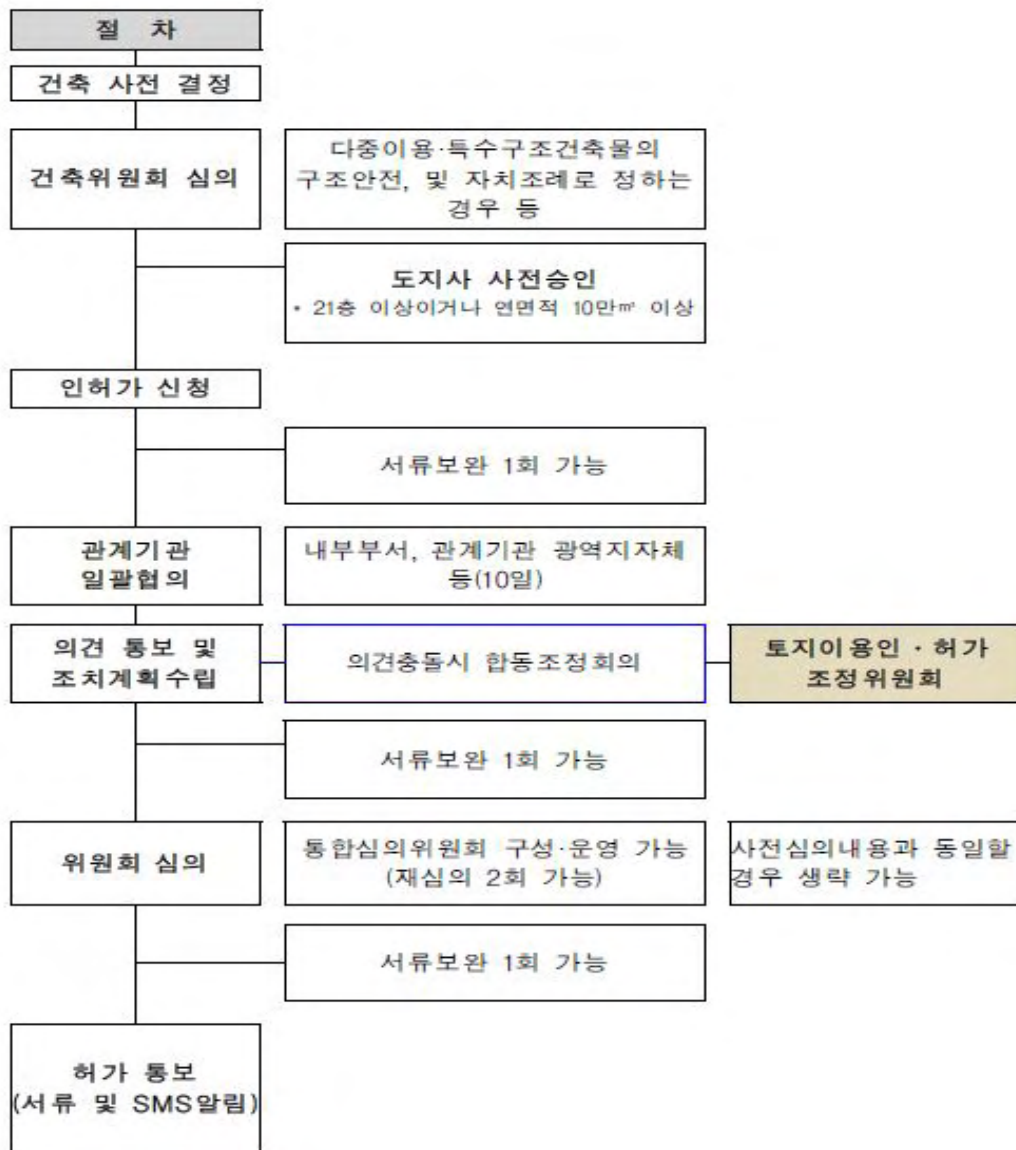 절 차
건축 사전 결정
건축위원회 심의
다중이용·특수구조건축물의
구조안전, 및 자치조례로 정하는
경우 등
도지사 사전승인
• 21층 이상이거나 연면적 10만㎡ 이상
인허가 신청
서류보완 1회 가능
관계기관
일괄협의
내부부서, 관계기관 광역지자체
등(10일)
의견 통보 및
조치계획수립
의견충돌시 합동조정회의
토지이용인·허가
조정위원회
서류보완 1회 가능
위원회 심의
통합심의위원회 구성·운영 가능
(재심의 2회 가능)
사전심의내용과 동일할
경우 생략 가능
서류보완 1회 가능
허가 통보
(서류 및 SMS알림)